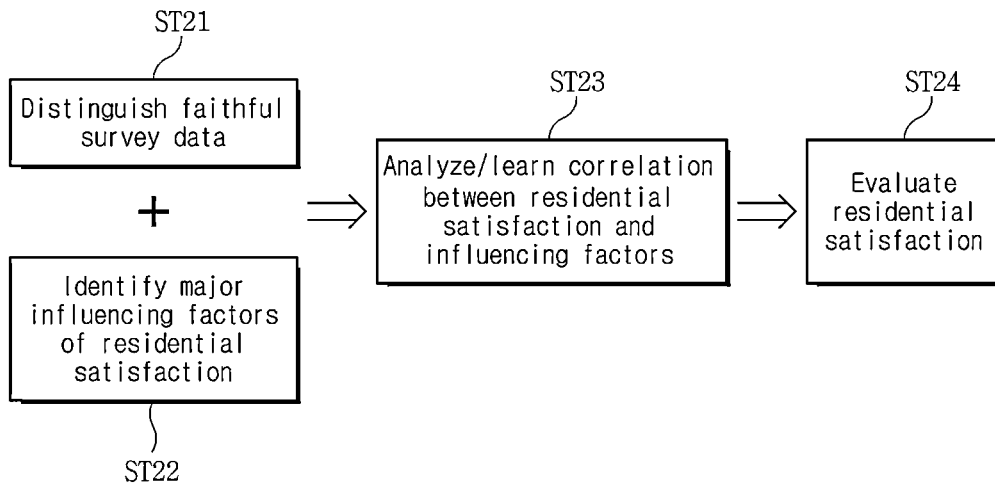 ST21
Distinguish faithful
survey data
+
Identify major
influencing factors
of residential
satisfaction
ST22
ST23
Analyze/learn correlation
between residential
satisfaction and
influencing factors
ST24
Evaluate
residential
satisfaction